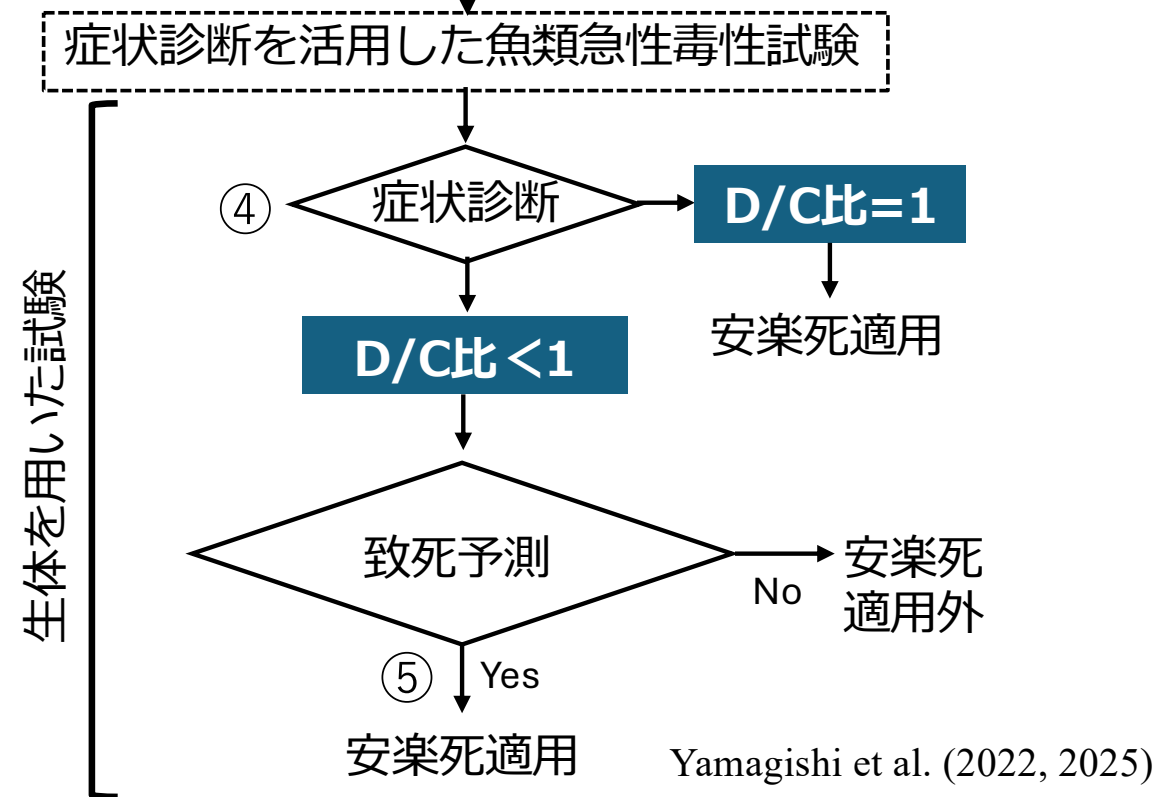 症状診断を活用した魚類急性毒性試験
④
症状診断
D/C比=1
安楽死適用
D/C比＜1
生体を用いた試験
致死予測
No
安楽死
適用外
⑤
Yes
安楽死適用
Yamagishi et al. (2022, 2025)